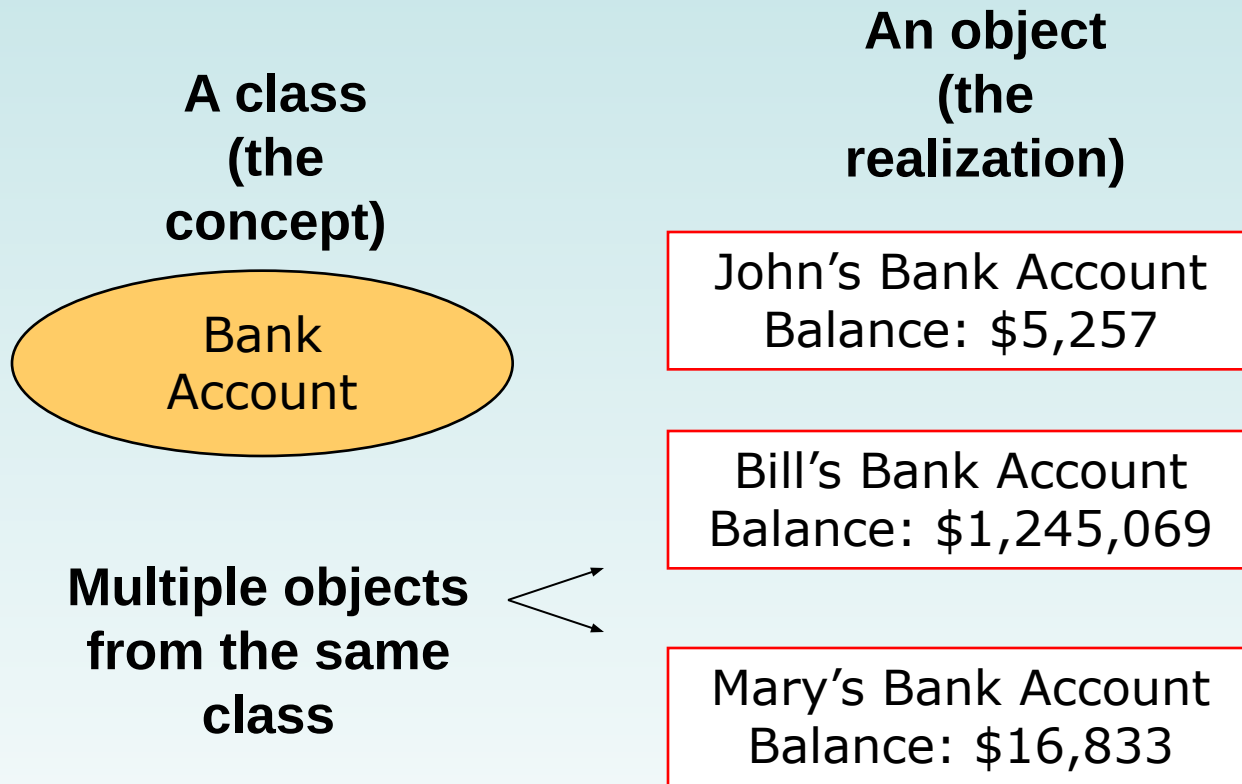 A class
(the
concept)
Bank
Account
Multiple objects
from the same
class
An object
(the
realization)
John’s Bank Account
Balance: $5,257
Bill’s Bank Account
Balance: $1,245,069
Mary’s Bank Account
Balance: $16,833